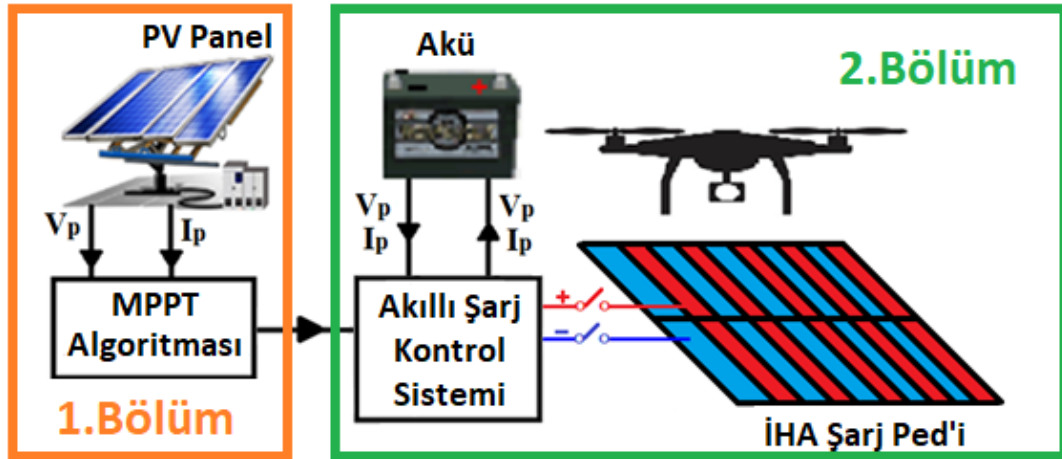 PV Panel
Vp
Ip
MPPT
Algoritması
1.Bölüm
Akü
+
2.Bölüm
Vp
Ip
Vp
Ip
Akıllı Şarj
Kontrol
Sistemi
+
-
İHA Şarj Ped'i